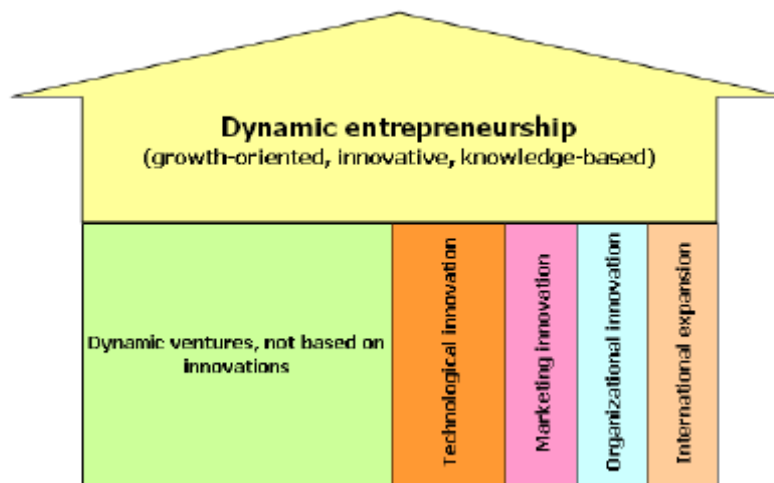 Dynamic entrepreneurship
(growth-oriented, innovative, knowledge-based)
Dynamic ventures, not based on
innovations
Technological innovation
Marketing innovation
Organizational innovation
International expansion